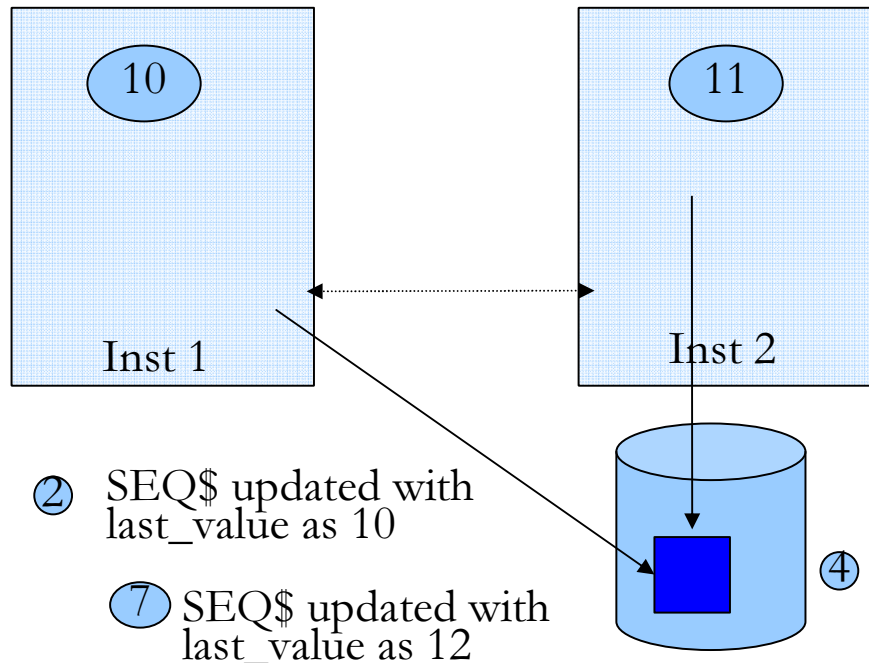 10
11
Inst 1
Inst 2
2 SEQ$ updated with
last_value as 10
4
7 SEQ$ updated with
last_value as 12